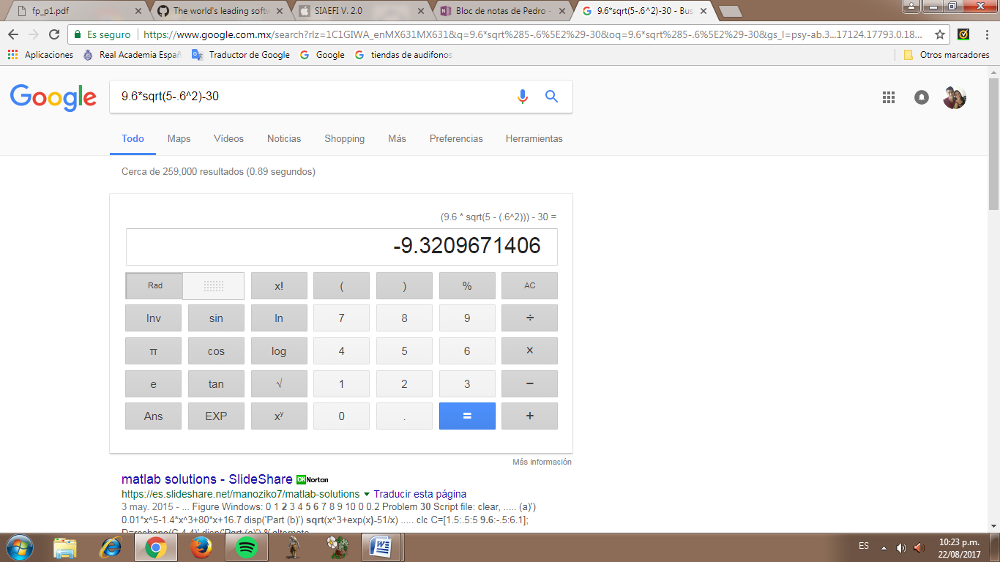 fp_p1.pdf
The world's leading softw
SIAEFI V. 2.0
Bloc de notas de Pedro -
9.6*sqrt(5-.6^2)-30 - Bus
Es seguro
https://www.google.com.mx/search?rlz=1C1GIWA_enMX631MX631&q=9.6*sqrt%285-.6%5E2%29-30&oq=9.6*sqrt%285-.6%5E2%29-30&gs_l=psy-ab.3...17124.17793.0.18...
Aplicaciones
Real Academia Españ
Traductor de Google
Google
tiendas de audifonos
Otros marcadores
Google
9.6*sqrt(5-.6^2)-30
Todo Maps Vídeos Noticias Shopping Más Preferencias Herramientas
Cerca de 259,000 resultados (0.89 segundos)
(9.6 * sqrt(5 - (.6^2))) - 30 =
-9.3209671406
Rad x! ( ) % AC
Inv sin ln 7 8 9 ÷
π cos log 4 5 6 ×
e tan √ 1 2 3 −
Ans EXP xʸ 0 . = +
Más información
matlab solutions - SlideShare OK Norton
https://es.slideshare.net/manoziko7/matlab-solutions ▾ Traducir esta página
3 may. 2015 - ... Figure Windows: 0 1 2 3 4 5 6 7 8 9 10 0 0.2 Problem 30 Script file: clear, ..... (a)')
0.01*x^5-1.4*x^3+80*x+16.7 disp('Part (b)') sqrt(x^3+exp(x)-51/x) ..... clc C=[1.5:.5:5 9.6:-.5:6.1];
D=reshape(C,4,4)' disp('Part (a)') %alternate
ES
10:23 p.m.
22/08/2017